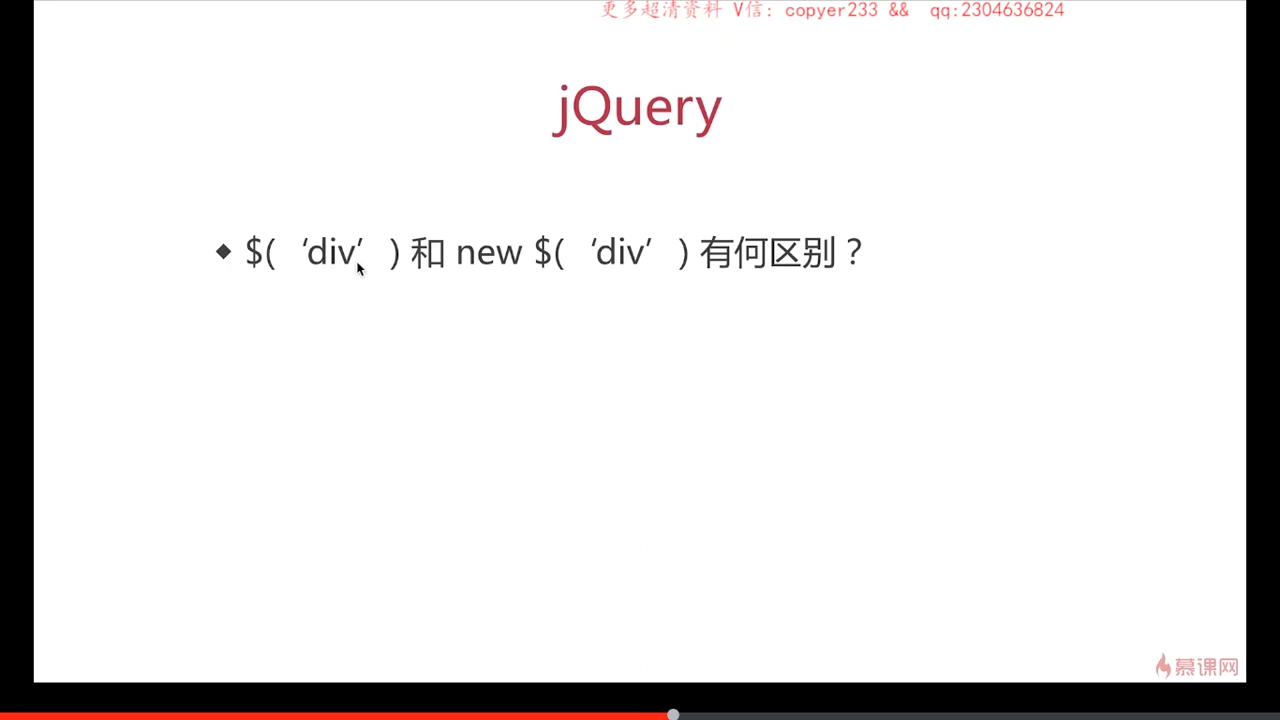 更多超清资料 V信: copyer233 && qq:2304636824
jQuery
◆ $(‘div’) 和 new $(‘div’) 有何区别？
慕课网